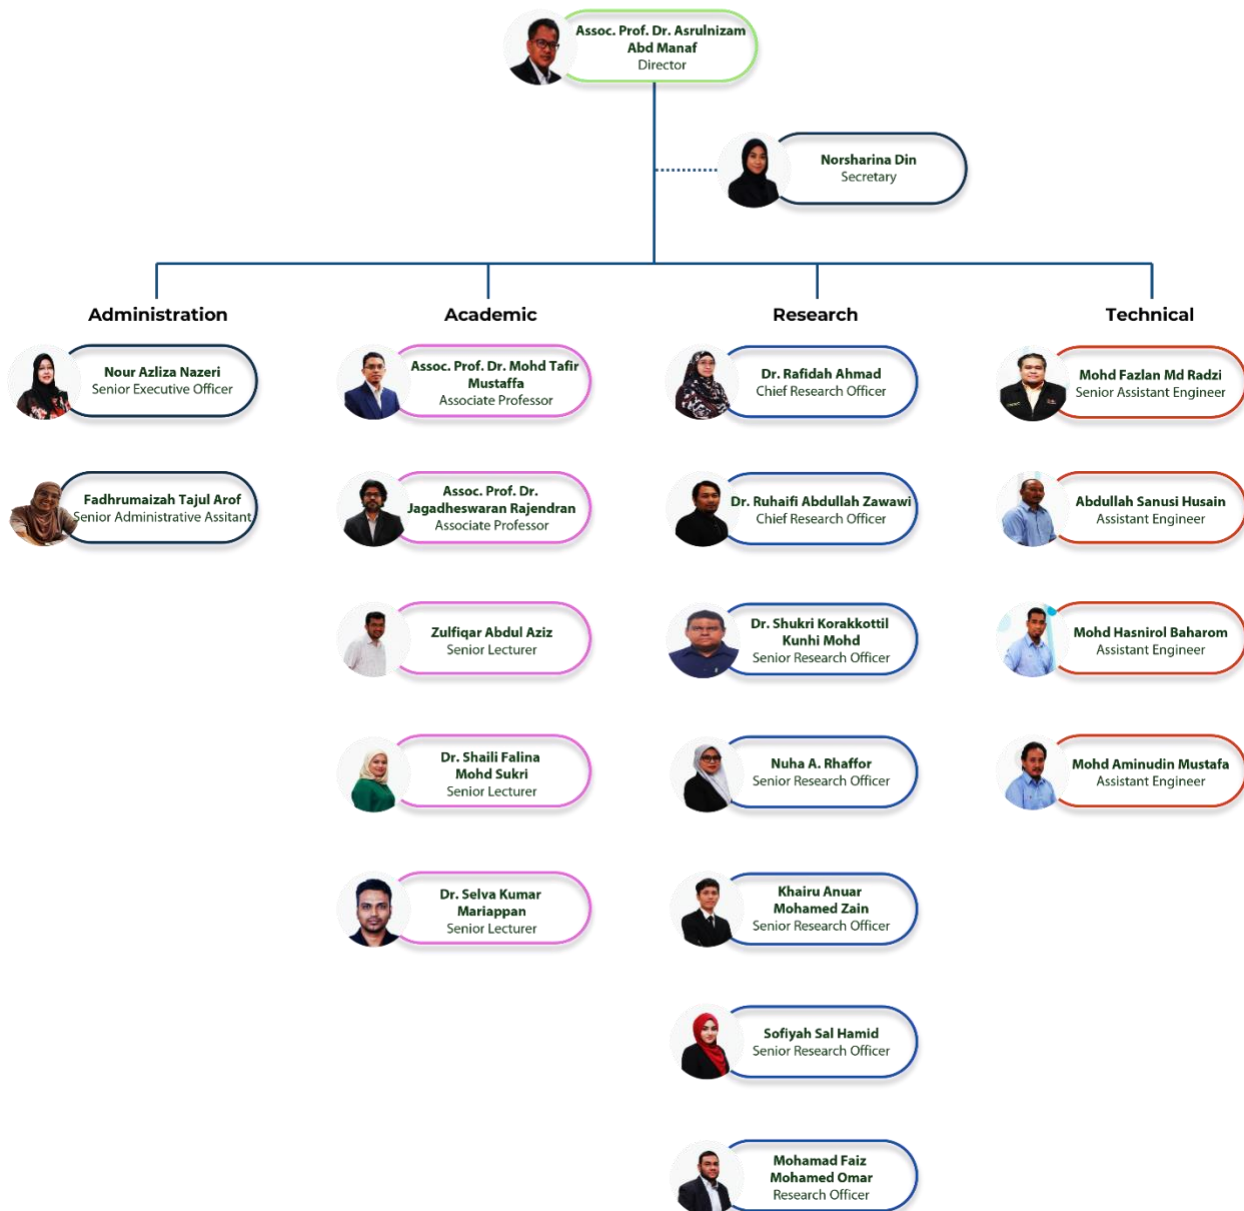 Assoc. Prof. Dr. Asrulnizam
Abd Manaf
Director
Norsharina Din
Secretary
Administration
Nour Azliza Nazeri
Senior Executive Officer
Fadhrumaizah Tajul Arof
Senior Administrative Assitant
Academic
Assoc. Prof. Dr. Mohd Tafir
Mustaffa
Associate Professor
Assoc. Prof. Dr.
Jagadheswaran Rajendran
Associate Professor
Zulfiqar Abdul Aziz
Senior Lecturer
Dr. Shaili Falina
Mohd Sukri
Senior Lecturer
Dr. Selva Kumar
Mariappan
Senior Lecturer
Research
Dr. Rafidah Ahmad
Chief Research Officer
Dr. Ruhaifi Abdullah Zawawi
Chief Research Officer
Dr. Shukri Korakkottil
Kunhi Mohd
Senior Research Officer
Nuha A. Rhaffor
Senior Research Officer
Khairu Anuar
Mohamed Zain
Senior Research Officer
Sofiyah Sal Hamid
Senior Research Officer
Mohamad Faiz
Mohamed Omar
Research Officer
Technical
Mohd Fazlan Md Radzi
Senior Assistant Engineer
Abdullah Sanusi Husain
Assistant Engineer
Mohd Hasnirol Baharom
Assistant Engineer
Mohd Aminudin Mustafa
Assistant Engineer